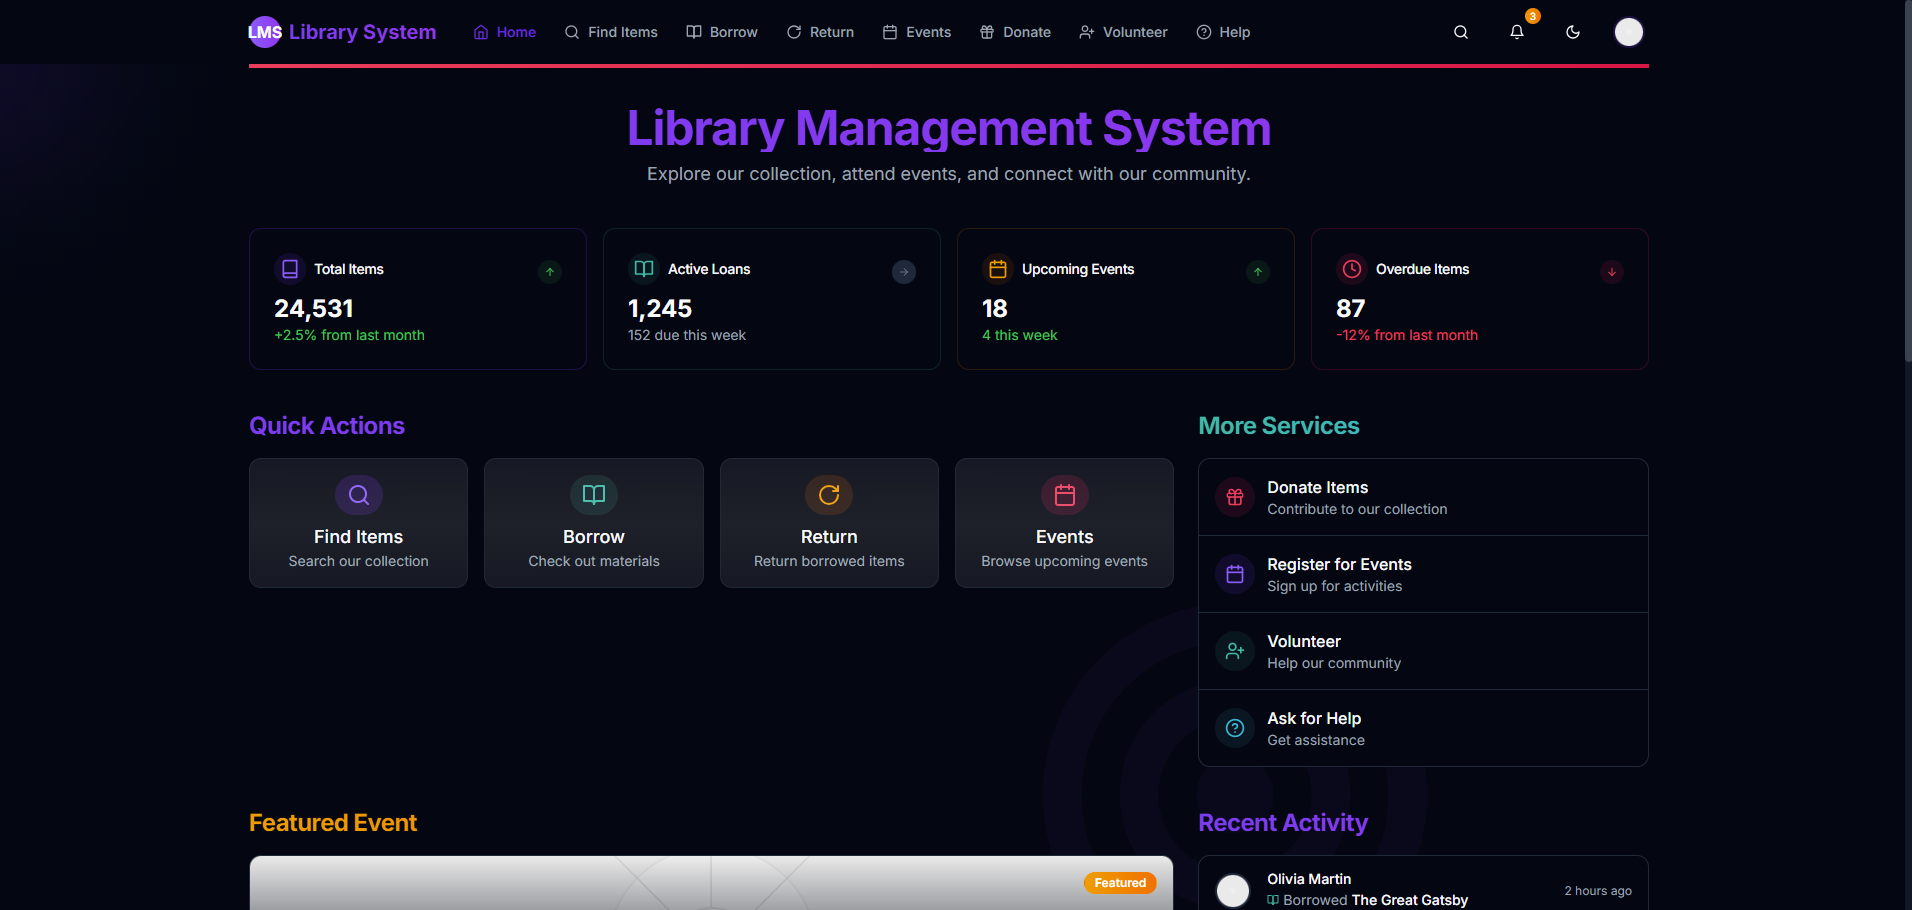 LMS Library System Home Find Items Borrow Return Events Donate Volunteer Help 3
Library Management System
Explore our collection, attend events, and connect with our community.
Total Items
24,531
+2.5% from last month
Active Loans
1,245
152 due this week
Upcoming Events
18
4 this week
Overdue Items
87
-12% from last month
Quick Actions
Find Items
Search our collection
Borrow
Check out materials
Return
Return borrowed items
Events
Browse upcoming events
More Services
Donate Items
Contribute to our collection
Register for Events
Sign up for activities
Volunteer
Help our community
Ask for Help
Get assistance
Featured Event
Featured
Recent Activity
Olivia Martin
2 hours ago
Borrowed The Great Gatsby